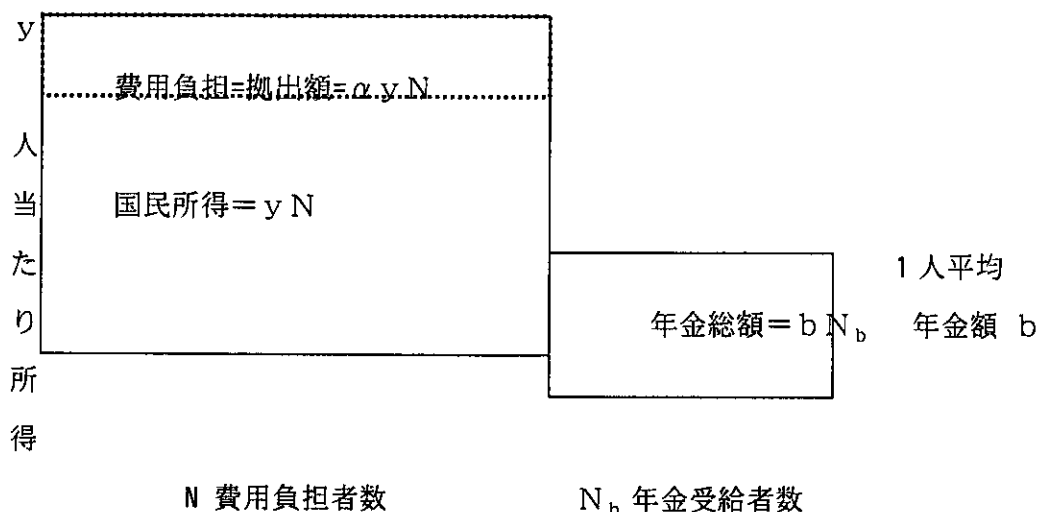 y
人当たり所得
費用負担=拠出額=αyN
国民所得=yN
年金総額=bN_b
1人平均
年金額 b
N 費用負担者数
N_b 年金受給者数